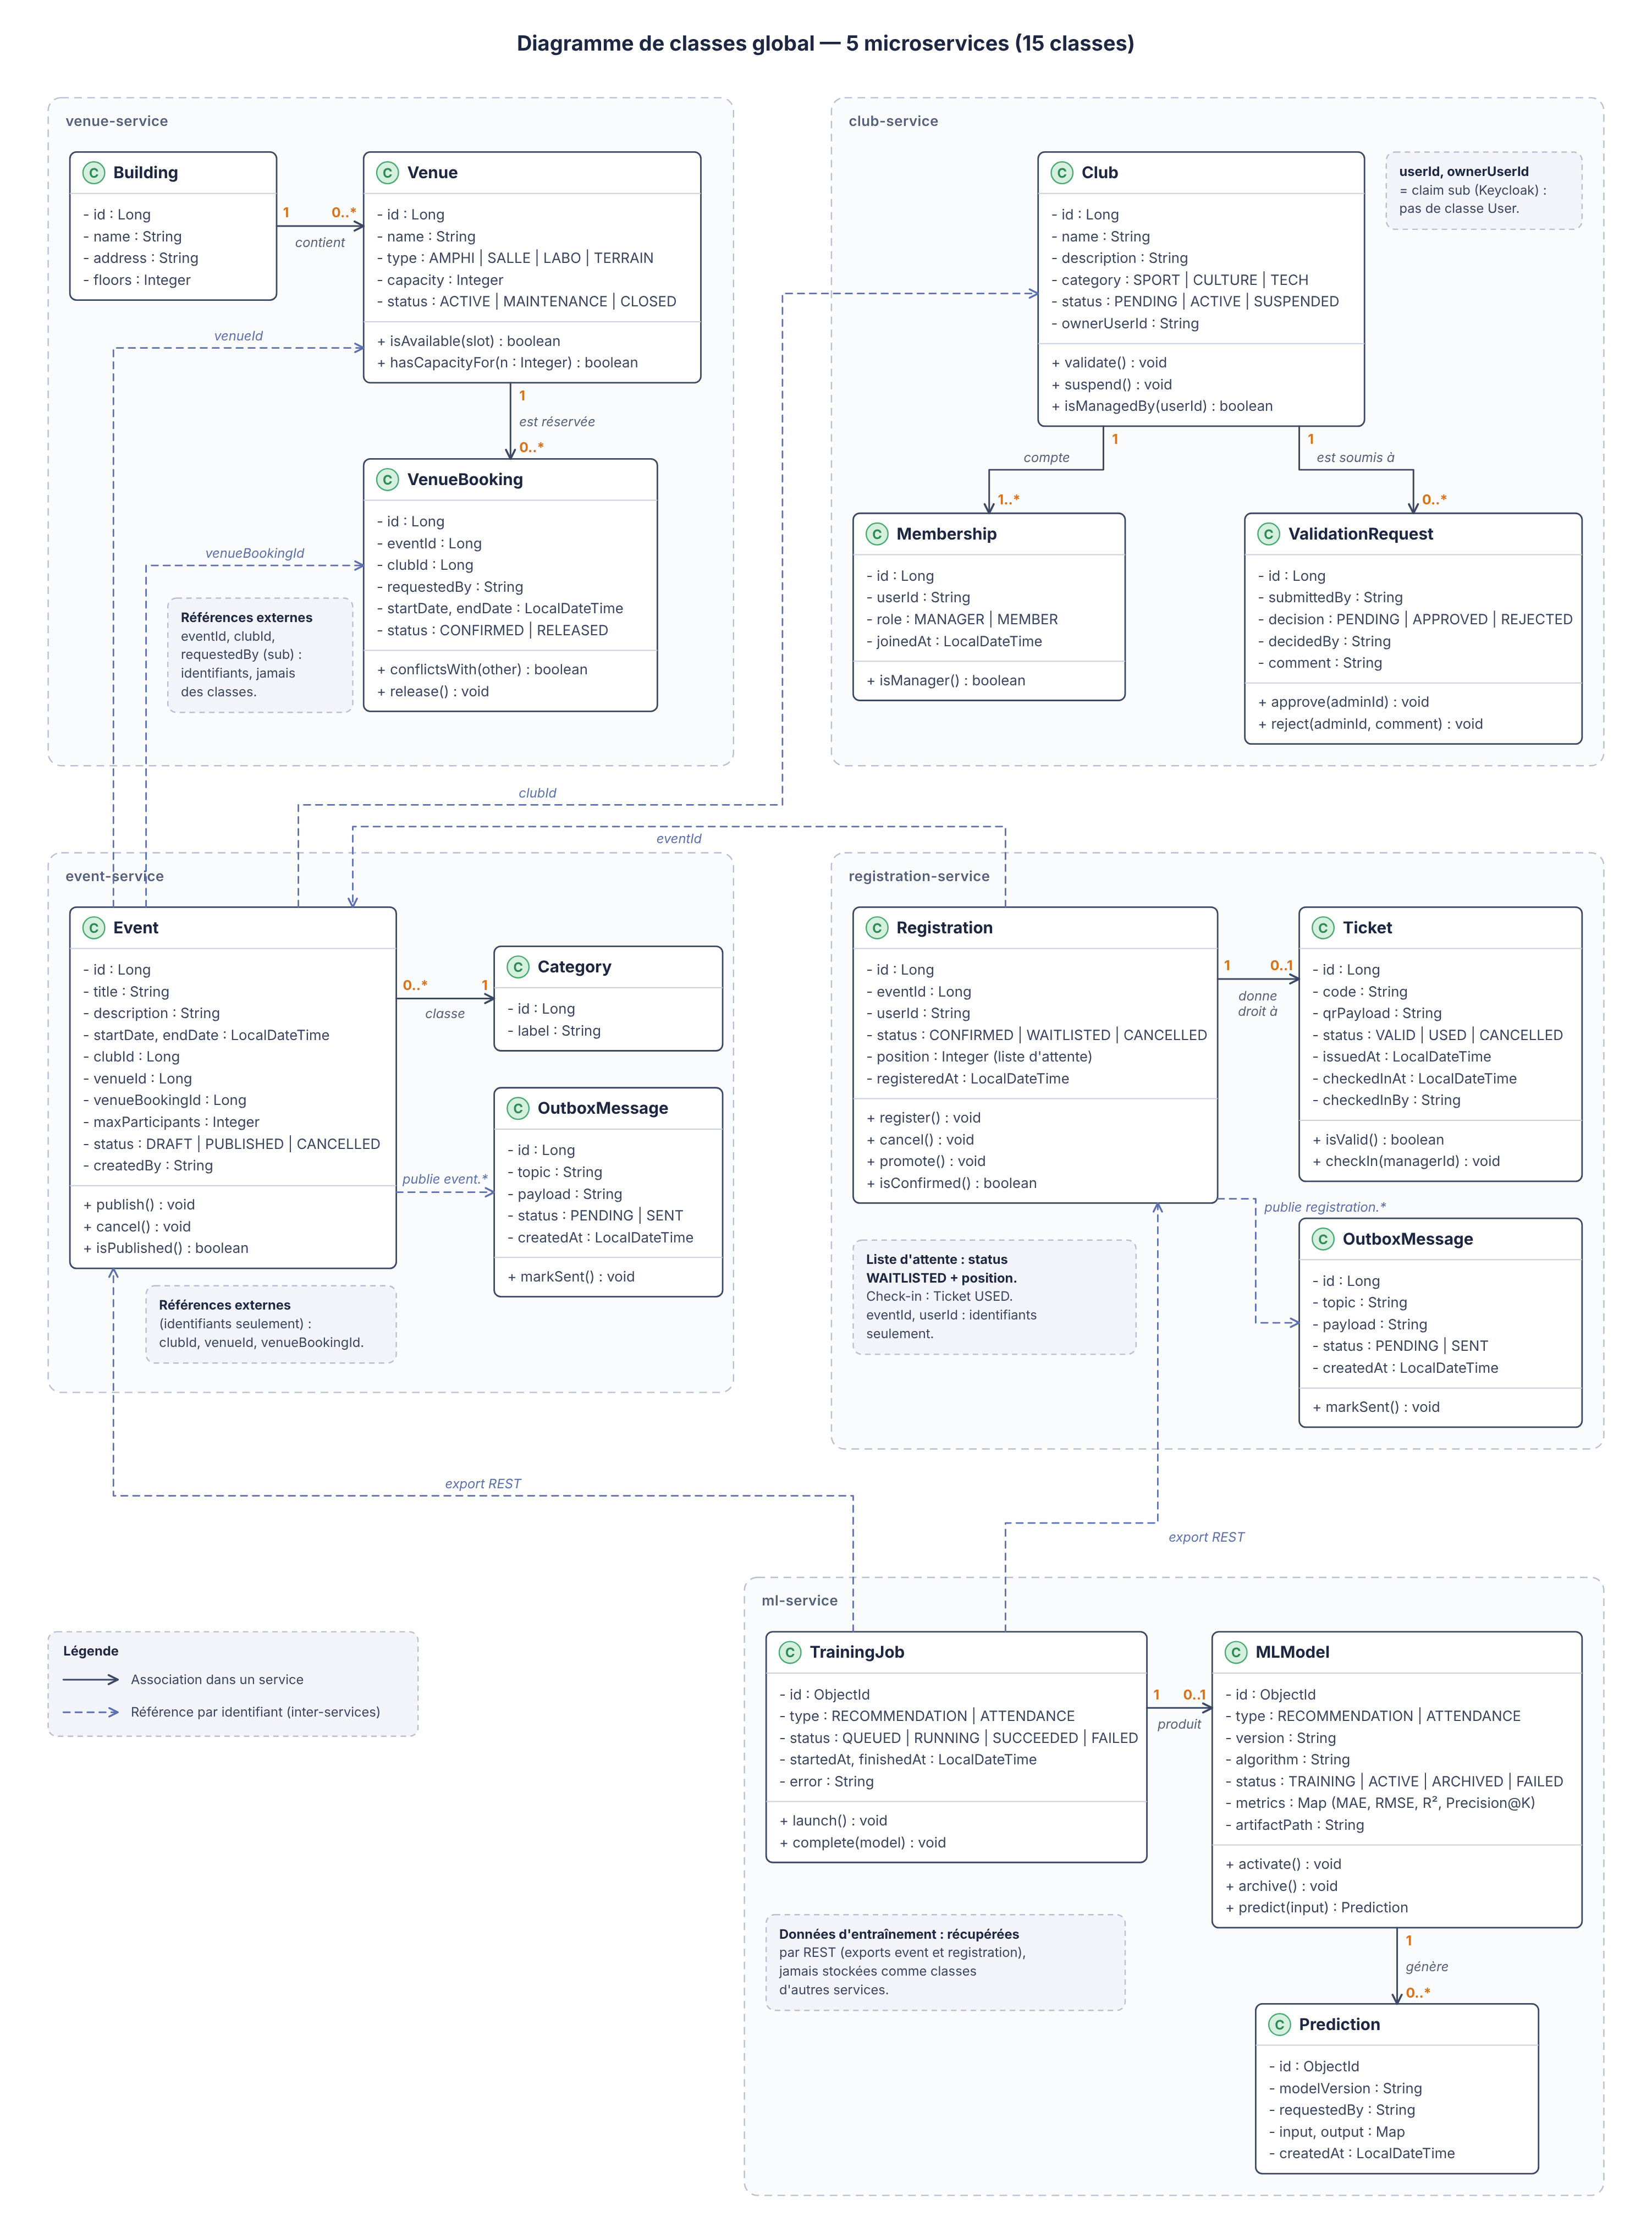 Diagramme de classes global — 5 microservices (15 classes)
venue-service
C Building
- id : Long
- name : String
- address : String
- floors : Integer
1 0..*
contient
C Venue
- id : Long
- name : String
- type : AMPHI | SALLE | LABO | TERRAIN
- capacity : Integer
- status : ACTIVE | MAINTENANCE | CLOSED
+ isAvailable(slot) : boolean
+ hasCapacityFor(n : Integer) : boolean
venueId
1
est réservée
0..*
C VenueBooking
- id : Long
- eventId : Long
- clubId : Long
- requestedBy : String
- startDate, endDate : LocalDateTime
- status : CONFIRMED | RELEASED
+ conflictsWith(other) : boolean
+ release() : void
venueBookingId
Références externes
eventId, clubId,
requestedBy (sub) :
identifiants, jamais
des classes.
club-service
C Club
- id : Long
- name : String
- description : String
- category : SPORT | CULTURE | TECH
- status : PENDING | ACTIVE | SUSPENDED
- ownerUserId : String
+ validate() : void
+ suspend() : void
+ isManagedBy(userId) : boolean
userId, ownerUserId
= claim sub (Keycloak) :
pas de classe User.
1
compte
1..*
1
est soumis à
0..*
C Membership
- id : Long
- userId : String
- role : MANAGER | MEMBER
- joinedAt : LocalDateTime
+ isManager() : boolean
C ValidationRequest
- id : Long
- submittedBy : String
- decision : PENDING | APPROVED | REJECTED
- decidedBy : String
- comment : String
+ approve(adminId) : void
+ reject(adminId, comment) : void
clubId
eventId
event-service
C Event
- id : Long
- title : String
- description : String
- startDate, endDate : LocalDateTime
- clubId : Long
- venueId : Long
- venueBookingId : Long
- maxParticipants : Integer
- status : DRAFT | PUBLISHED | CANCELLED
- createdBy : String
+ publish() : void
+ cancel() : void
+ isPublished() : boolean
0..* 1
classe
C Category
- id : Long
- label : String
publie event.*
C OutboxMessage
- id : Long
- topic : String
- payload : String
- status : PENDING | SENT
- createdAt : LocalDateTime
+ markSent() : void
Références externes
(identifiants seulement) :
clubId, venueId, venueBookingId.
registration-service
C Registration
- id : Long
- eventId : Long
- userId : String
- status : CONFIRMED | WAITLISTED | CANCELLED
- position : Integer (liste d'attente)
- registeredAt : LocalDateTime
+ register() : void
+ cancel() : void
+ promote() : void
+ isConfirmed() : boolean
1 0..1
donne
droit à
C Ticket
- id : Long
- code : String
- qrPayload : String
- status : VALID | USED | CANCELLED
- issuedAt : LocalDateTime
- checkedInAt : LocalDateTime
- checkedInBy : String
+ isValid() : boolean
+ checkIn(managerId) : void
publie registration.*
Liste d'attente : status
WAITLISTED + position.
Check-in : Ticket USED.
eventId, userId : identifiants
seulement.
C OutboxMessage
- id : Long
- topic : String
- payload : String
- status : PENDING | SENT
- createdAt : LocalDateTime
+ markSent() : void
export REST
export REST
ml-service
C TrainingJob
- id : ObjectId
- type : RECOMMENDATION | ATTENDANCE
- status : QUEUED | RUNNING | SUCCEEDED | FAILED
- startedAt, finishedAt : LocalDateTime
- error : String
+ launch() : void
+ complete(model) : void
1 0..1
produit
C MLModel
- id : ObjectId
- type : RECOMMENDATION | ATTENDANCE
- version : String
- algorithm : String
- status : TRAINING | ACTIVE | ARCHIVED | FAILED
- metrics : Map (MAE, RMSE, R², Precision@K)
- artifactPath : String
+ activate() : void
+ archive() : void
+ predict(input) : Prediction
Données d'entraînement : récupérées
par REST (exports event et registration),
jamais stockées comme classes
d'autres services.
1
génère
0..*
C Prediction
- id : ObjectId
- modelVersion : String
- requestedBy : String
- input, output : Map
- createdAt : LocalDateTime
Légende
Association dans un service
Référence par identifiant (inter-services)